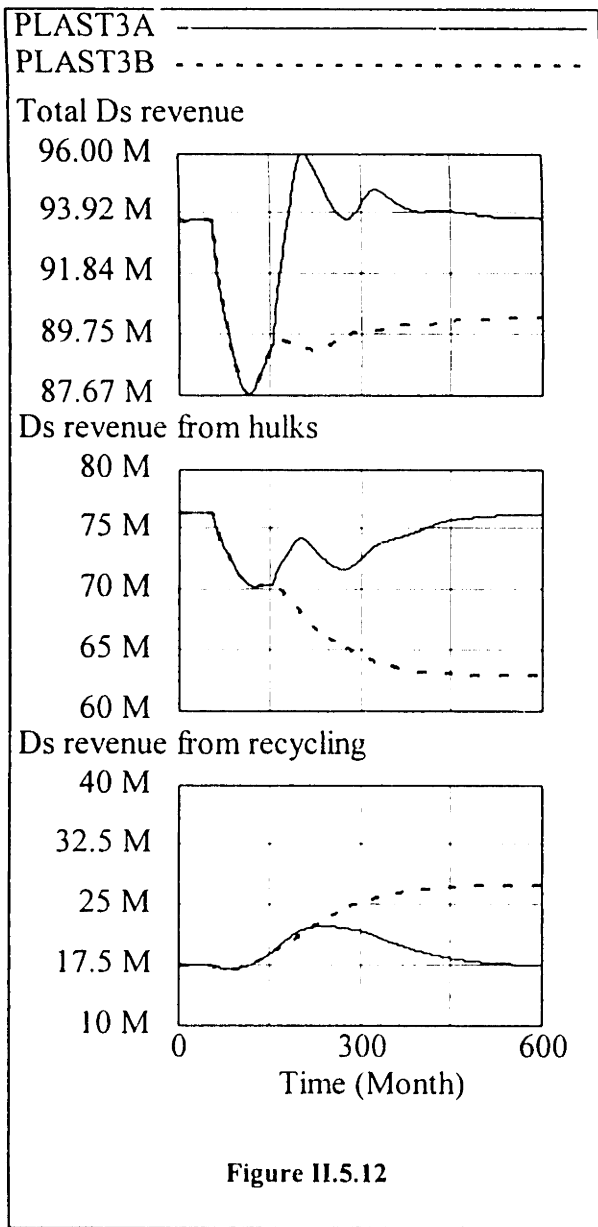 PLAST3A
PLAST3B
Total Ds revenue
96.00 M
93.92 M
91.84 M
89.75 M
87.67 M
Ds revenue from hulks
80 M
75 M
70 M
65 M
60 M
Ds revenue from recycling
40 M
32.5 M
25 M
17.5 M
10 M
0 300 600
Time (Month)
Figure II.5.12